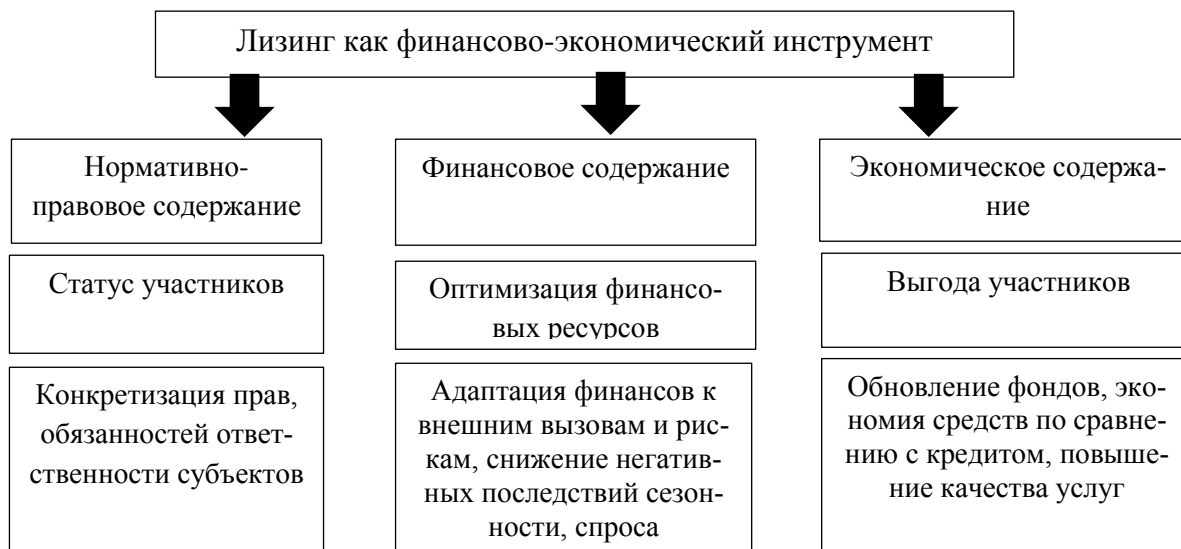 Лизинг как финансово-экономический инструмент
Нормативно-
правовое содержание
Финансовое содержание
Экономическое содержа-
ние
Статус участников
Оптимизация финансо-
вых ресурсов
Выгода участников
Конкретизация прав,
обязанностей ответ-
ственности субъектов
Адаптация финансов к
внешним вызовам и рис-
кам, снижение негатив-
ных последствий сезон-
ности, спроса
Обновление фондов, эко-
номия средств по сравне-
нию с кредитом, повыше-
ние качества услуг